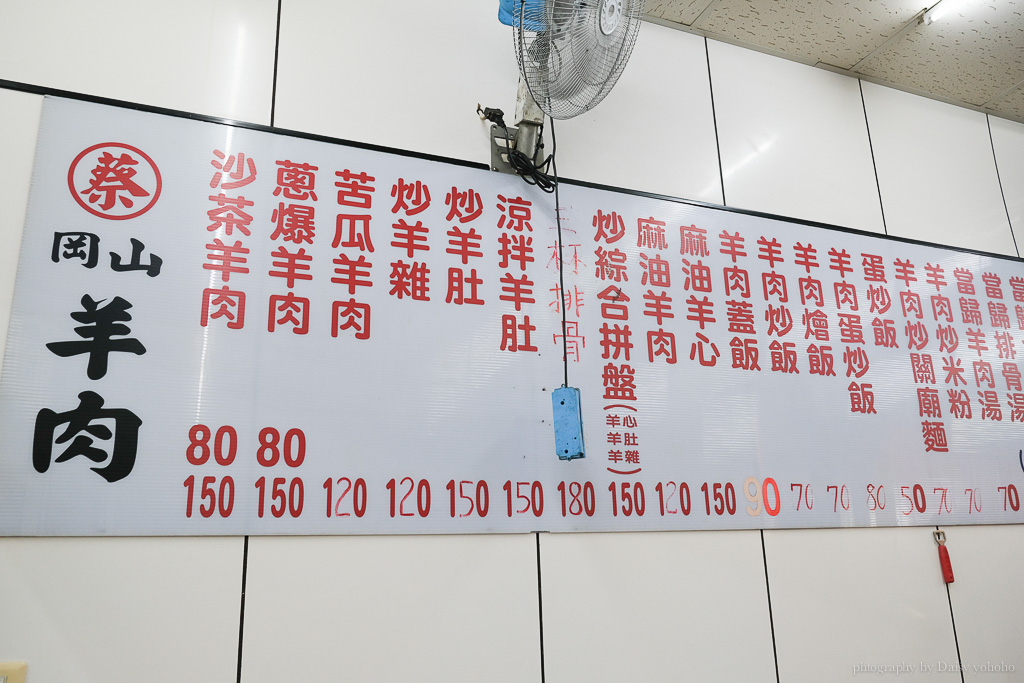 蔡
岡山
羊肉
沙茶羊肉
80
150
蔥爆羊肉
80
150
苦瓜羊肉
120
炒羊雜
120
炒羊肚
150
涼拌羊肚
150
三杯排骨
180
炒綜合拼盤
(羊心
羊肚
羊雜)
150
麻油羊肉
120
麻油羊心
150
羊肉蓋飯
90
羊肉炒飯
70
羊肉燴飯
70
羊肉蛋炒飯
80
蛋炒飯
50
羊肉炒關廟麵
70
羊肉炒米粉
70
當歸羊肉湯
70
當歸排骨湯
當歸
photography by Daisy yohoho